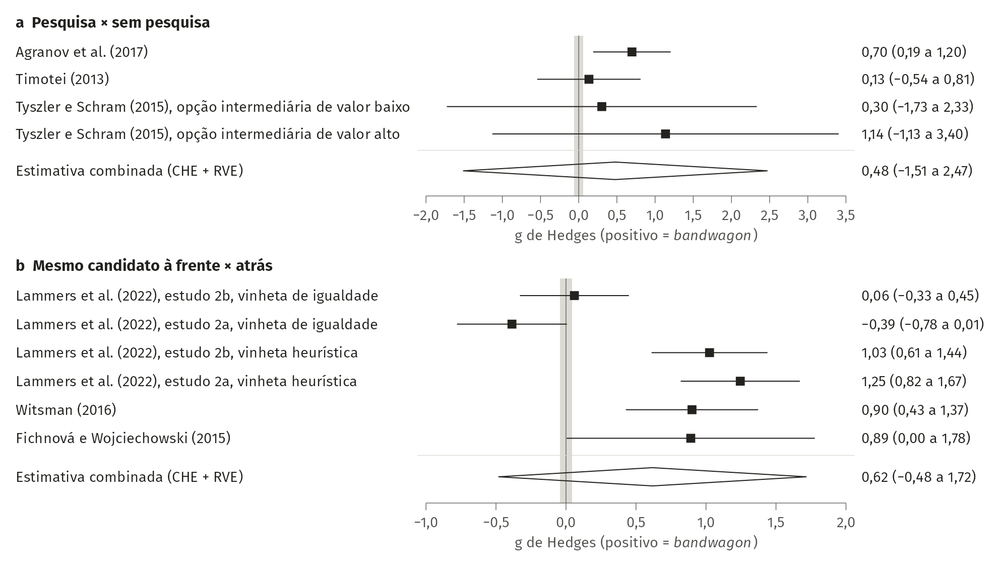 a Pesquisa × sem pesquisa
Agranov et al. (2017) 0,70 (0,19 a 1,20)
Timotei (2013) 0,13 (−0,54 a 0,81)
Tyszler e Schram (2015), opção intermediária de valor baixo 0,30 (−1,73 a 2,33)
Tyszler e Schram (2015), opção intermediária de valor alto 1,14 (−1,13 a 3,40)
Estimativa combinada (CHE + RVE) 0,48 (−1,51 a 2,47)
−2,0 −1,5 −1,0 −0,5 0,0 0,5 1,0 1,5 2,0 2,5 3,0 3,5
g de Hedges (positivo = bandwagon)
b Mesmo candidato à frente × atrás
Lammers et al. (2022), estudo 2b, vinheta de igualdade 0,06 (−0,33 a 0,45)
Lammers et al. (2022), estudo 2a, vinheta de igualdade −0,39 (−0,78 a 0,01)
Lammers et al. (2022), estudo 2b, vinheta heurística 1,03 (0,61 a 1,44)
Lammers et al. (2022), estudo 2a, vinheta heurística 1,25 (0,82 a 1,67)
Witsman (2016) 0,90 (0,43 a 1,37)
Fichnová e Wojciechowski (2015) 0,89 (0,00 a 1,78)
Estimativa combinada (CHE + RVE) 0,62 (−0,48 a 1,72)
−1,0 −0,5 0,0 0,5 1,0 1,5 2,0
g de Hedges (positivo = bandwagon)